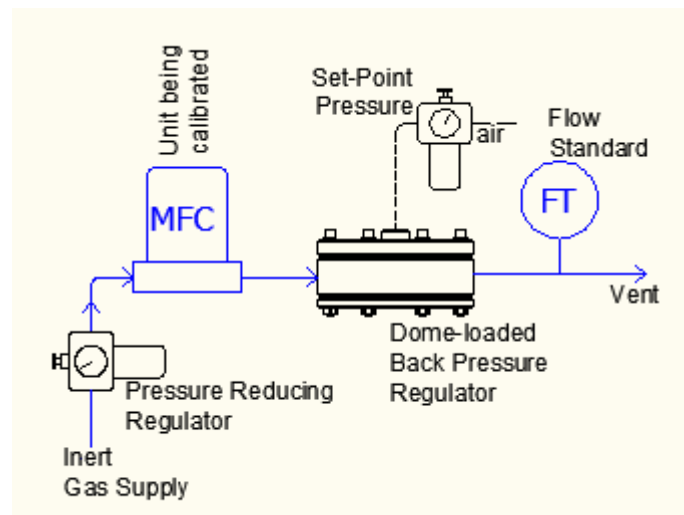 Unit being
calibrated
Set-Point
Pressure
air
Flow
Standard
MFC
FT
Vent
Dome-loaded
Back Pressure
Regulator
Pressure Reducing
Regulator
Inert
Gas Supply